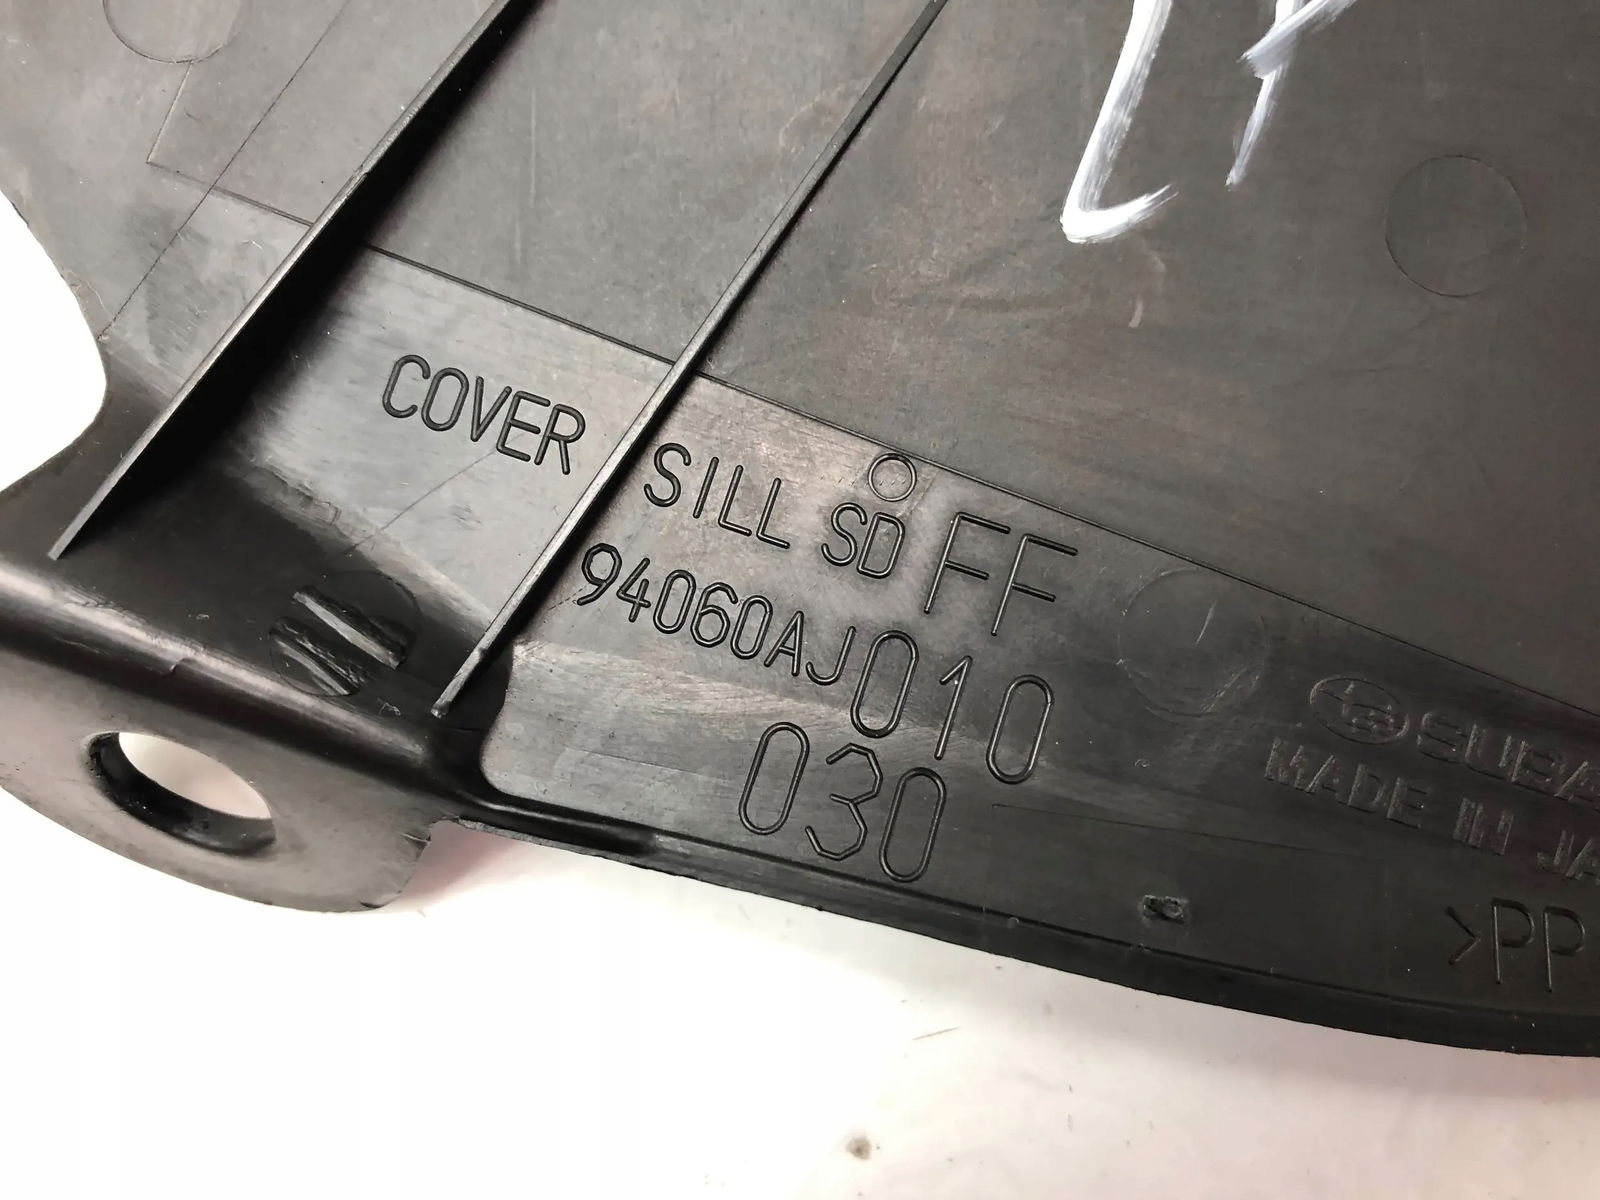 COVER SILL SD FF
94060AJ010
030
SUBA
MADE IN JA
>PP